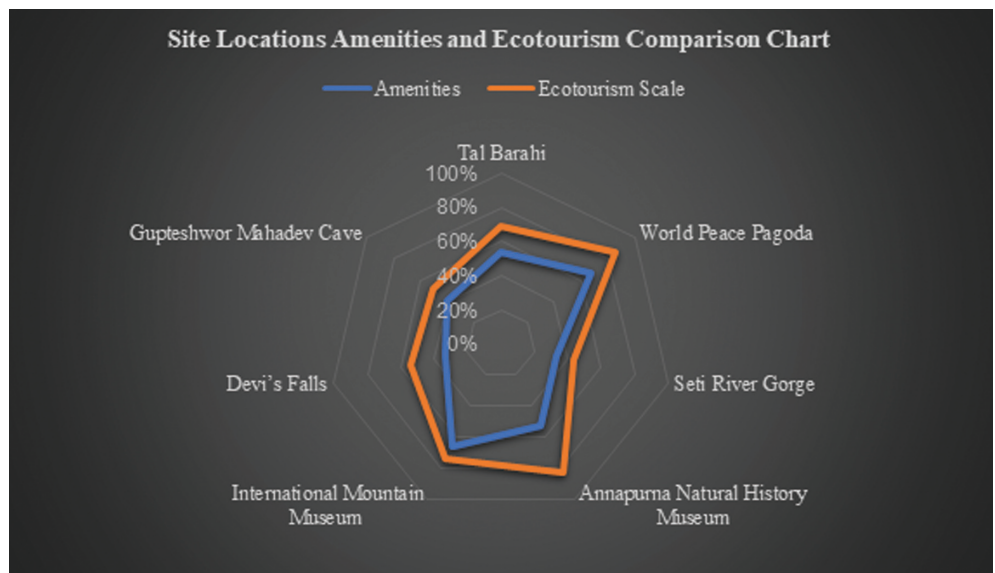 Site Locations Amenities and Ecotourism Comparison Chart
Amenities
Ecotourism Scale
Tal Barahi
100%
80%
60%
40%
20%
0%
Gupteshwor Mahadev Cave
World Peace Pagoda
Devi’s Falls
Seti River Gorge
International Mountain
Museum
Annapurna Natural History
Museum